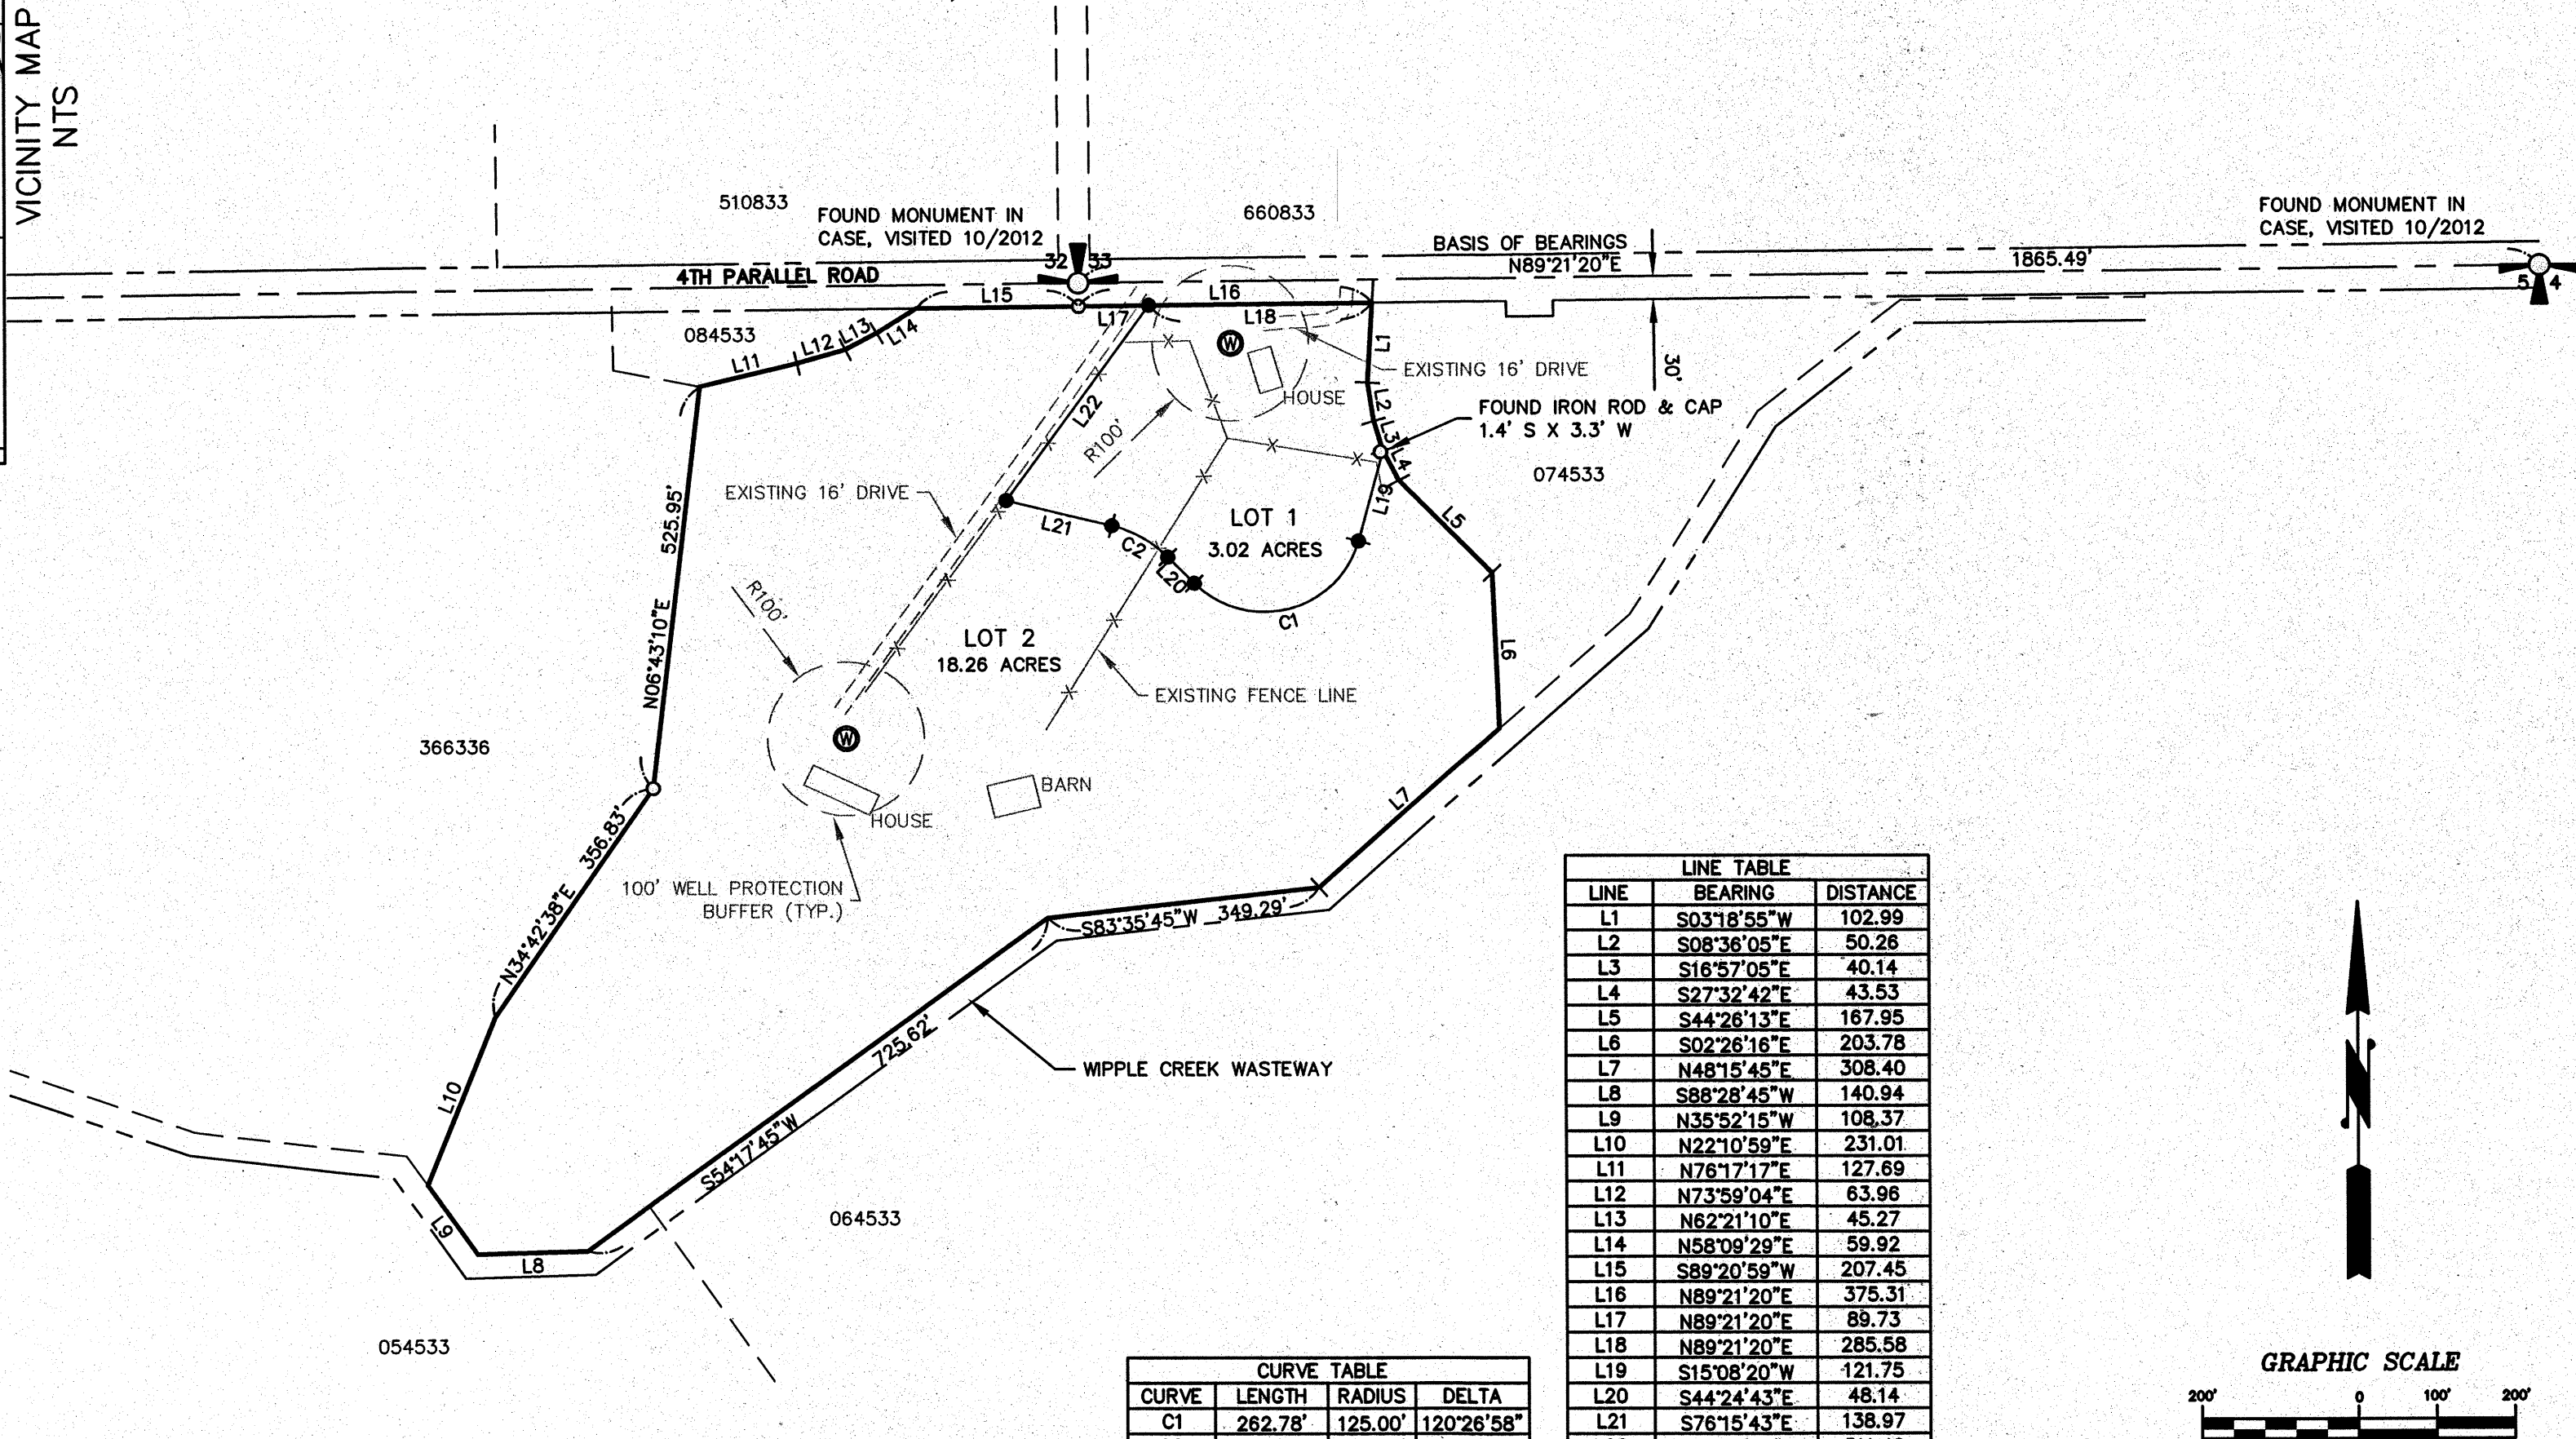 VICINITY MAP
NTS
510833
FOUND MONUMENT IN
CASE, VISITED 10/2012
660833
FOUND MONUMENT IN
CASE, VISITED 10/2012
BASIS OF BEARINGS
N89°21'20"E
1865.49'
32 33
5 4
4TH PARALLEL ROAD
L15
L16
L17
L18
084533
L11
L12
L13
L14
L1
30'
EXISTING 16' DRIVE
HOUSE
W
L2
L3
L4
FOUND IRON ROD & CAP
1.4' S X 3.3' W
074533
L22
R100'
525.95'
N06°43'10"E
EXISTING 16' DRIVE
L19
L5
LOT 1
3.02 ACRES
L21
C2
L20
C1
R100'
LOT 2
18.26 ACRES
L6
EXISTING FENCE LINE
366336
W
BARN
HOUSE
L7
356.83'
N34°42'38"E
100' WELL PROTECTION
BUFFER (TYP.)
S83°35'45"W 349.29'
725.62'
S54°17'45"W
WIPPLE CREEK WASTEWAY
L10
L9
L8
064533
054533
LINE TABLE
LINE BEARING DISTANCE
L1 S03°18'55"W 102.99
L2 S08°36'05"E 50.26
L3 S16°57'05"E 40.14
L4 S27°32'42"E 43.53
L5 S44°26'13"E 167.95
L6 S02°26'16"E 203.78
L7 N48°15'45"E 308.40
L8 S88°28'45"W 140.94
L9 N35°52'15"W 108.37
L10 N22°10'59"E 231.01
L11 N76°17'17"E 127.69
L12 N73°59'04"E 63.96
L13 N62°21'10"E 45.27
L14 N58°09'29"E 59.92
L15 S89°20'59"W 207.45
L16 N89°21'20"E 375.31
L17 N89°21'20"E 89.73
L18 N89°21'20"E 285.58
L19 S15°08'20"W 121.75
L20 S44°24'43"E 48.14
L21 S76°15'43"E 138.97
CURVE TABLE
CURVE LENGTH RADIUS DELTA
C1 262.78' 125.00' 120°26'58"
GRAPHIC SCALE
200' 0 100' 200'